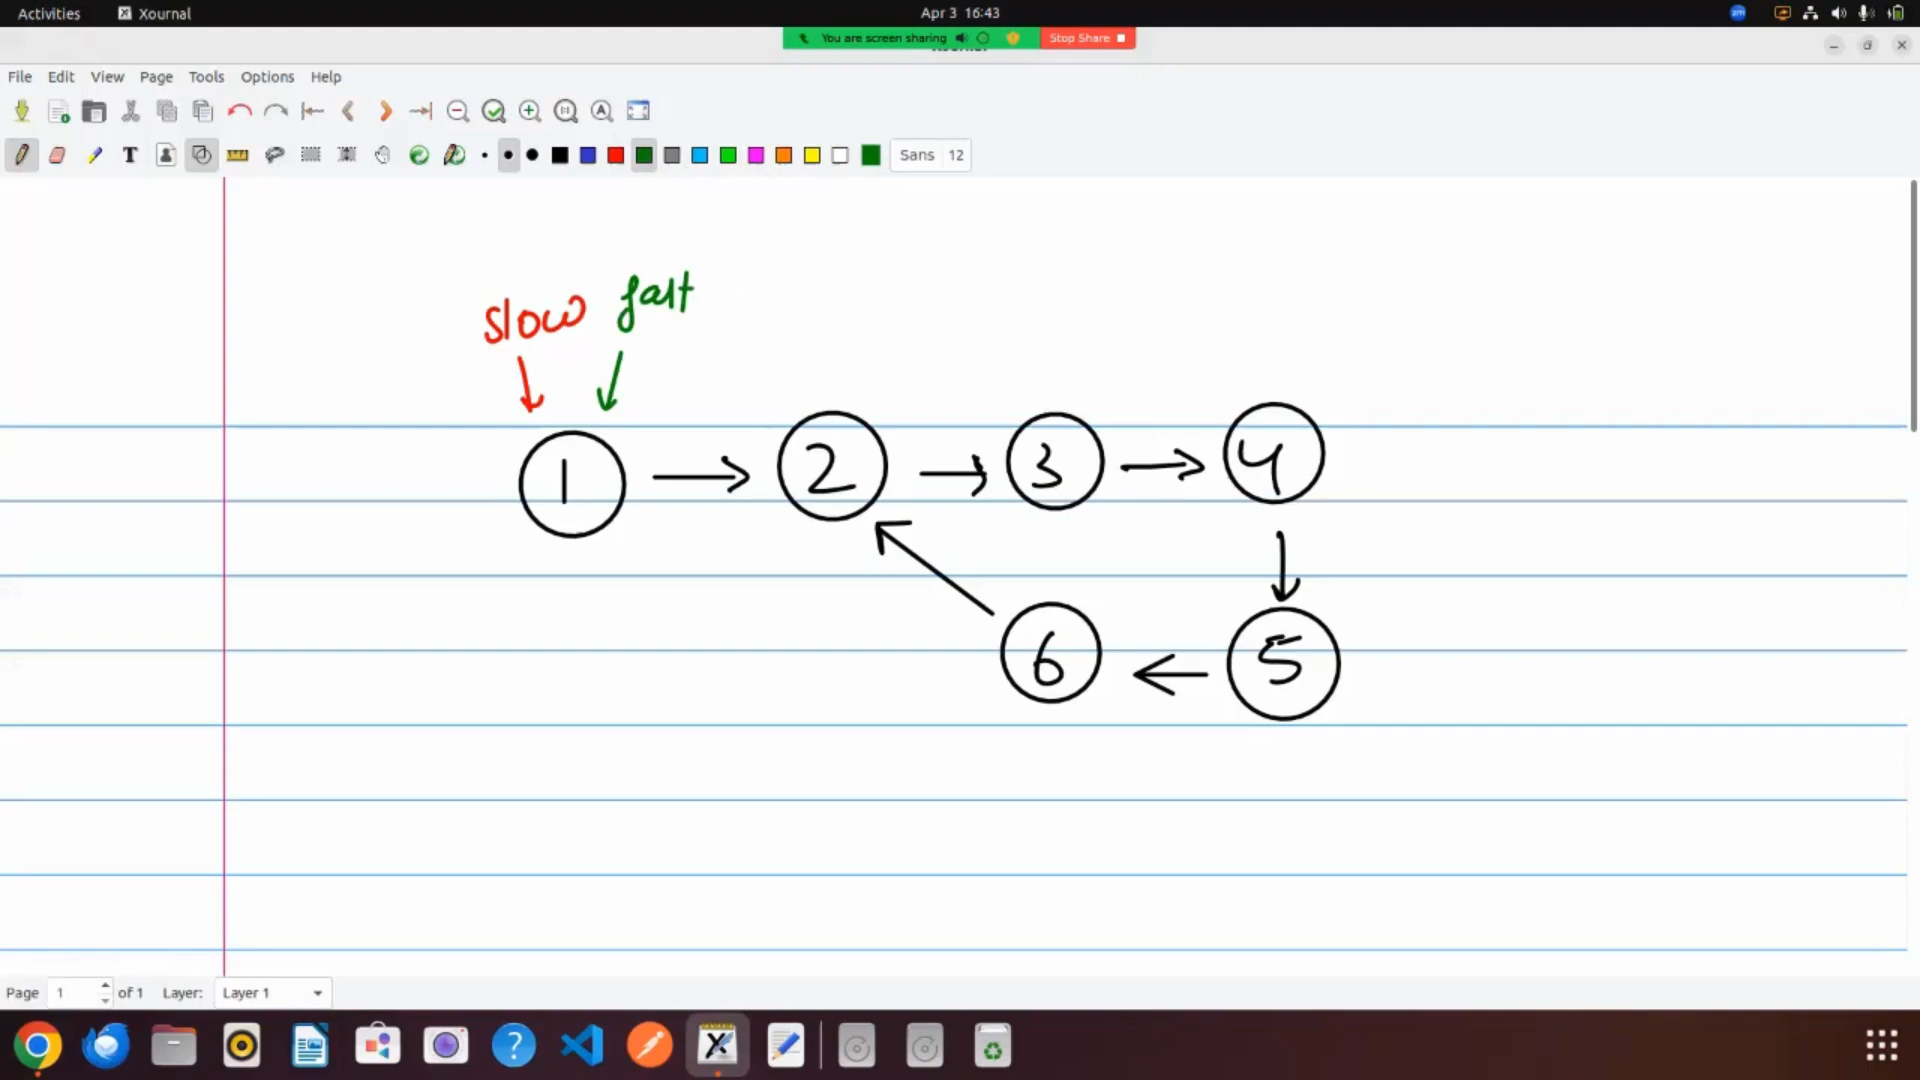 Activities Xournal Apr 3 16:43 zm
You are screen sharing Stop Share
File Edit View Page Tools Options Help
Sans 12
slow fast
1 2 3 4
6 5
Page 1 of 1 Layer: Layer 1